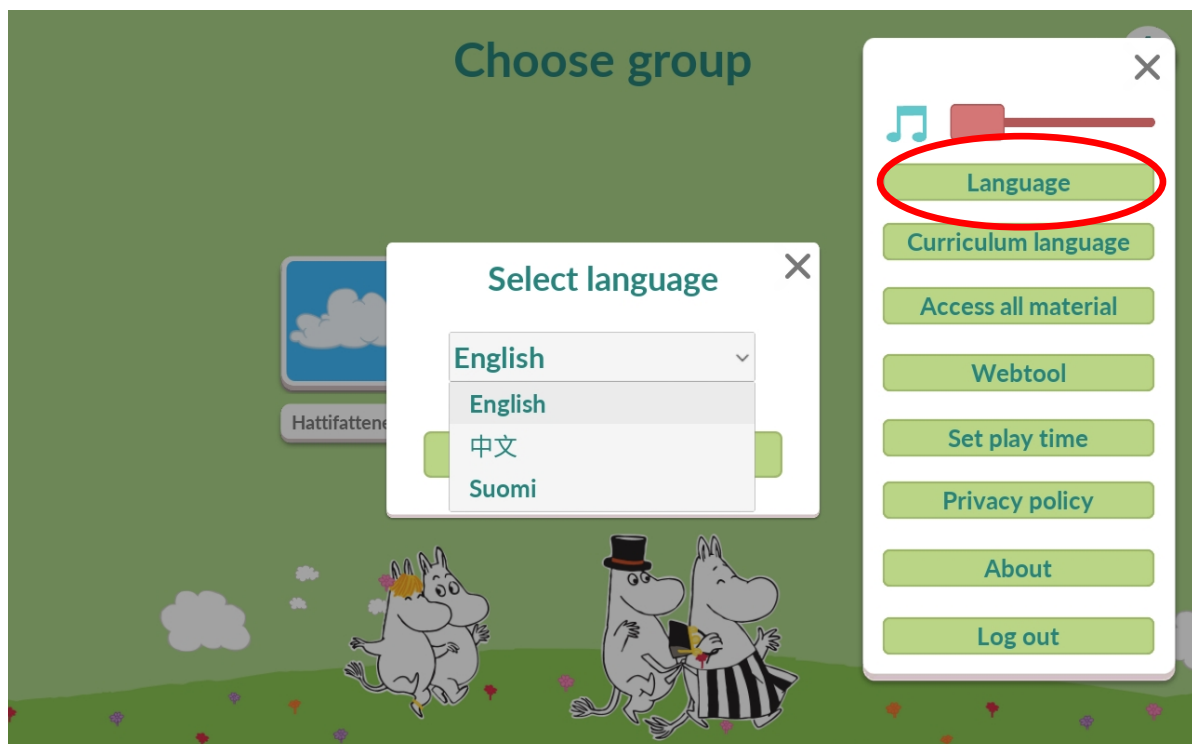 Choose group
Language
Curriculum language
Access all material
Webtool
Set play time
Privacy policy
About
Log out
Select language
English
English
中文
Suomi